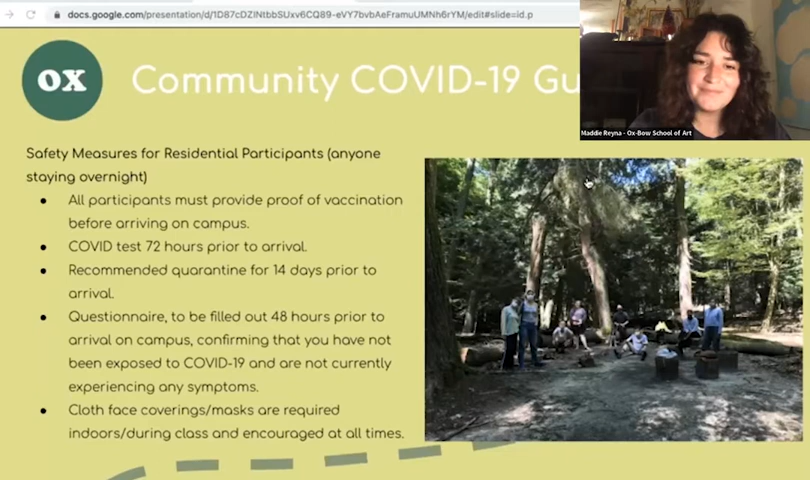 docs.google.com/presentation/d/1D87cDZINtbbSUxv6CQ89-eVY7bvbAeFramuUMNh6rYM/edit#slide=id.p
OX
Community COVID-19 Gu
Maddie Reyna - Ox-Bow School of Art
Safety Measures for Residential Participants (anyone
staying overnight)
All participants must provide proof of vaccination
before arriving on campus.
COVID test 72 hours prior to arrival.
Recommended quarantine for 14 days prior to
arrival.
Questionnaire, to be filled out 48 hours prior to
arrival on campus, confirming that you have not
been exposed to COVID-19 and are not currently
experiencing any symptoms.
Cloth face coverings/masks are required
indoors/during class and encouraged at all times.